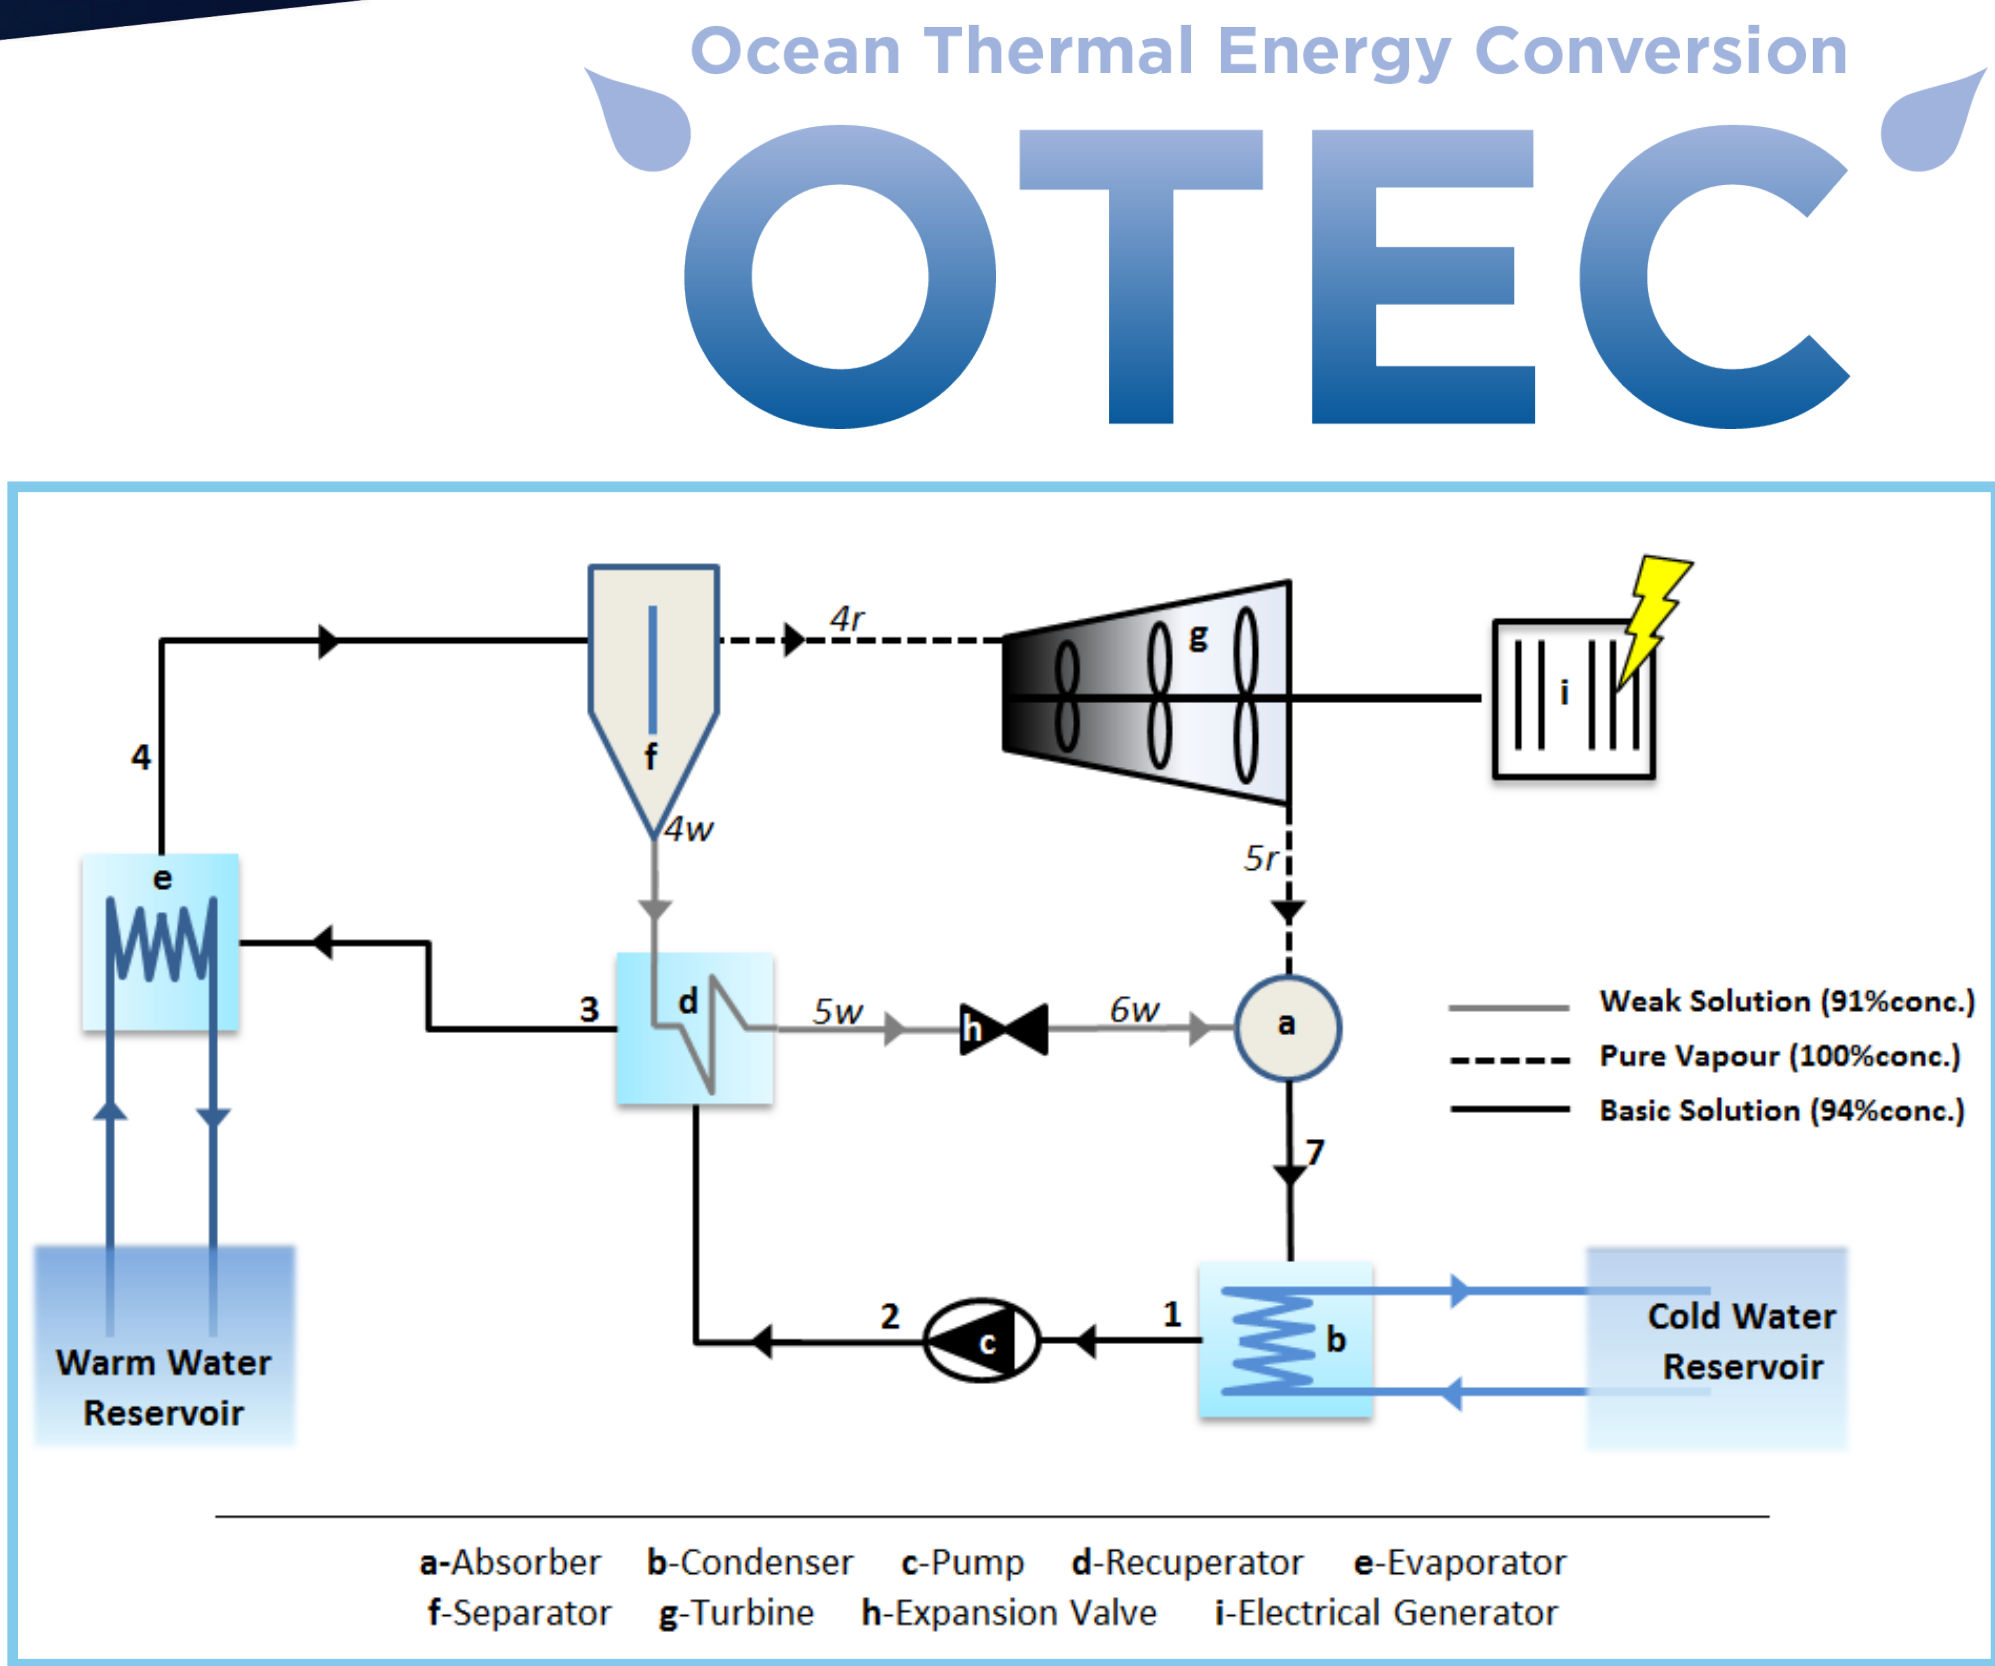 Ocean Thermal Energy Conversion
OTEC
4r
g
i
f
4
4w
e
5r
3
d
5w
h
6w
a
Weak Solution (91%conc.)
Pure Vapour (100%conc.)
Basic Solution (94%conc.)
7
2
c
1
b
Cold Water
Reservoir
Warm Water
Reservoir
a-Absorber b-Condenser c-Pump d-Recuperator e-Evaporator
f-Separator g-Turbine h-Expansion Valve i-Electrical Generator